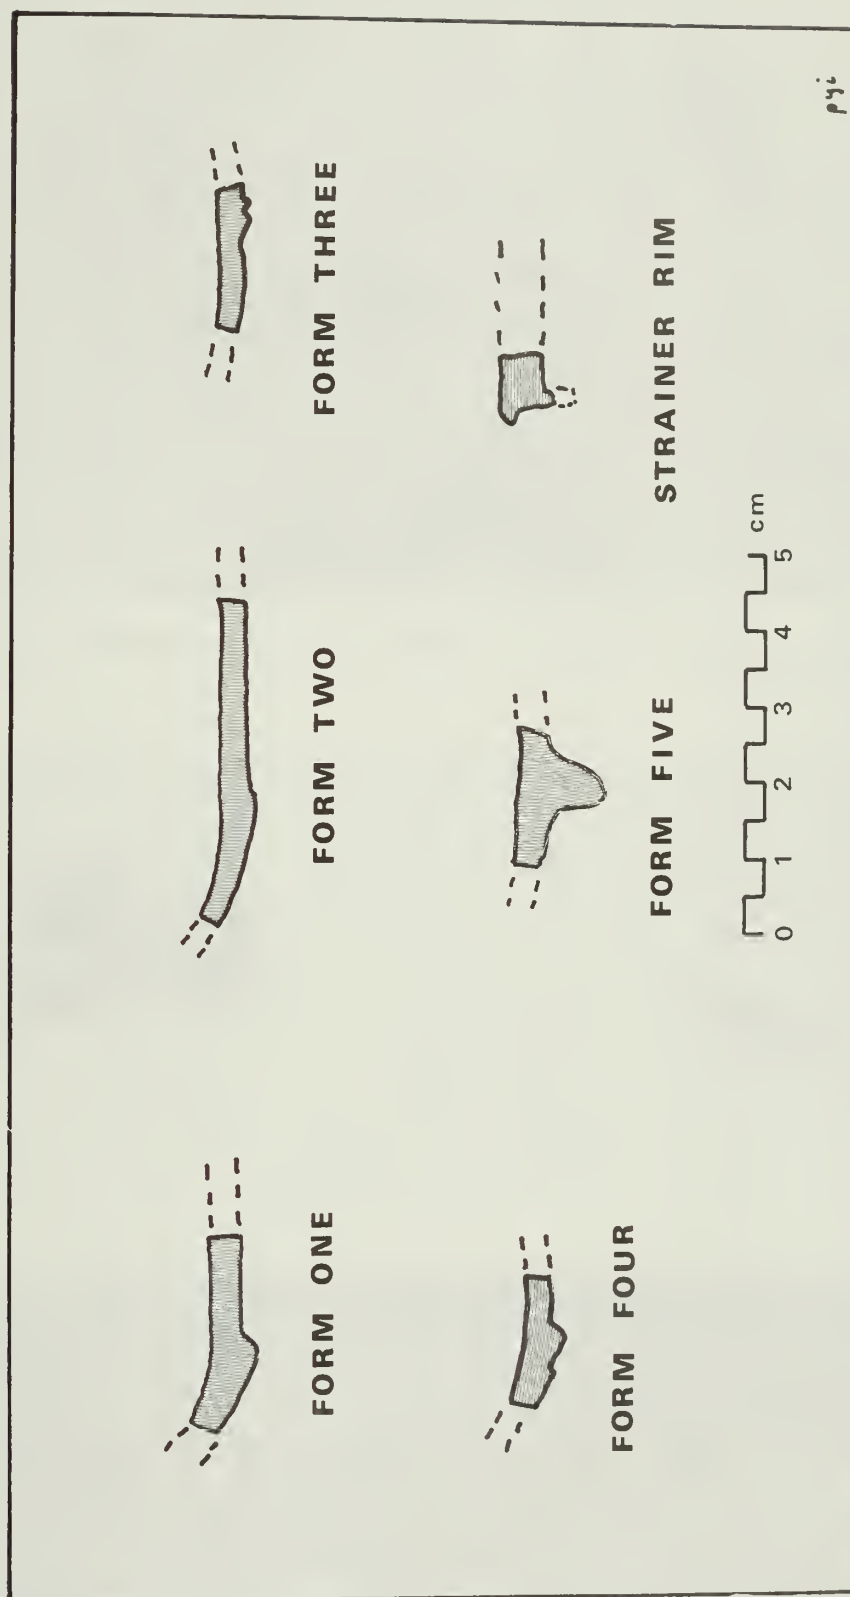 FORM ONE
FORM TWO
FORM THREE
FORM FOUR
FORM FIVE
STRAINER RIM
0 1 2 3 4 5 cm
pyi